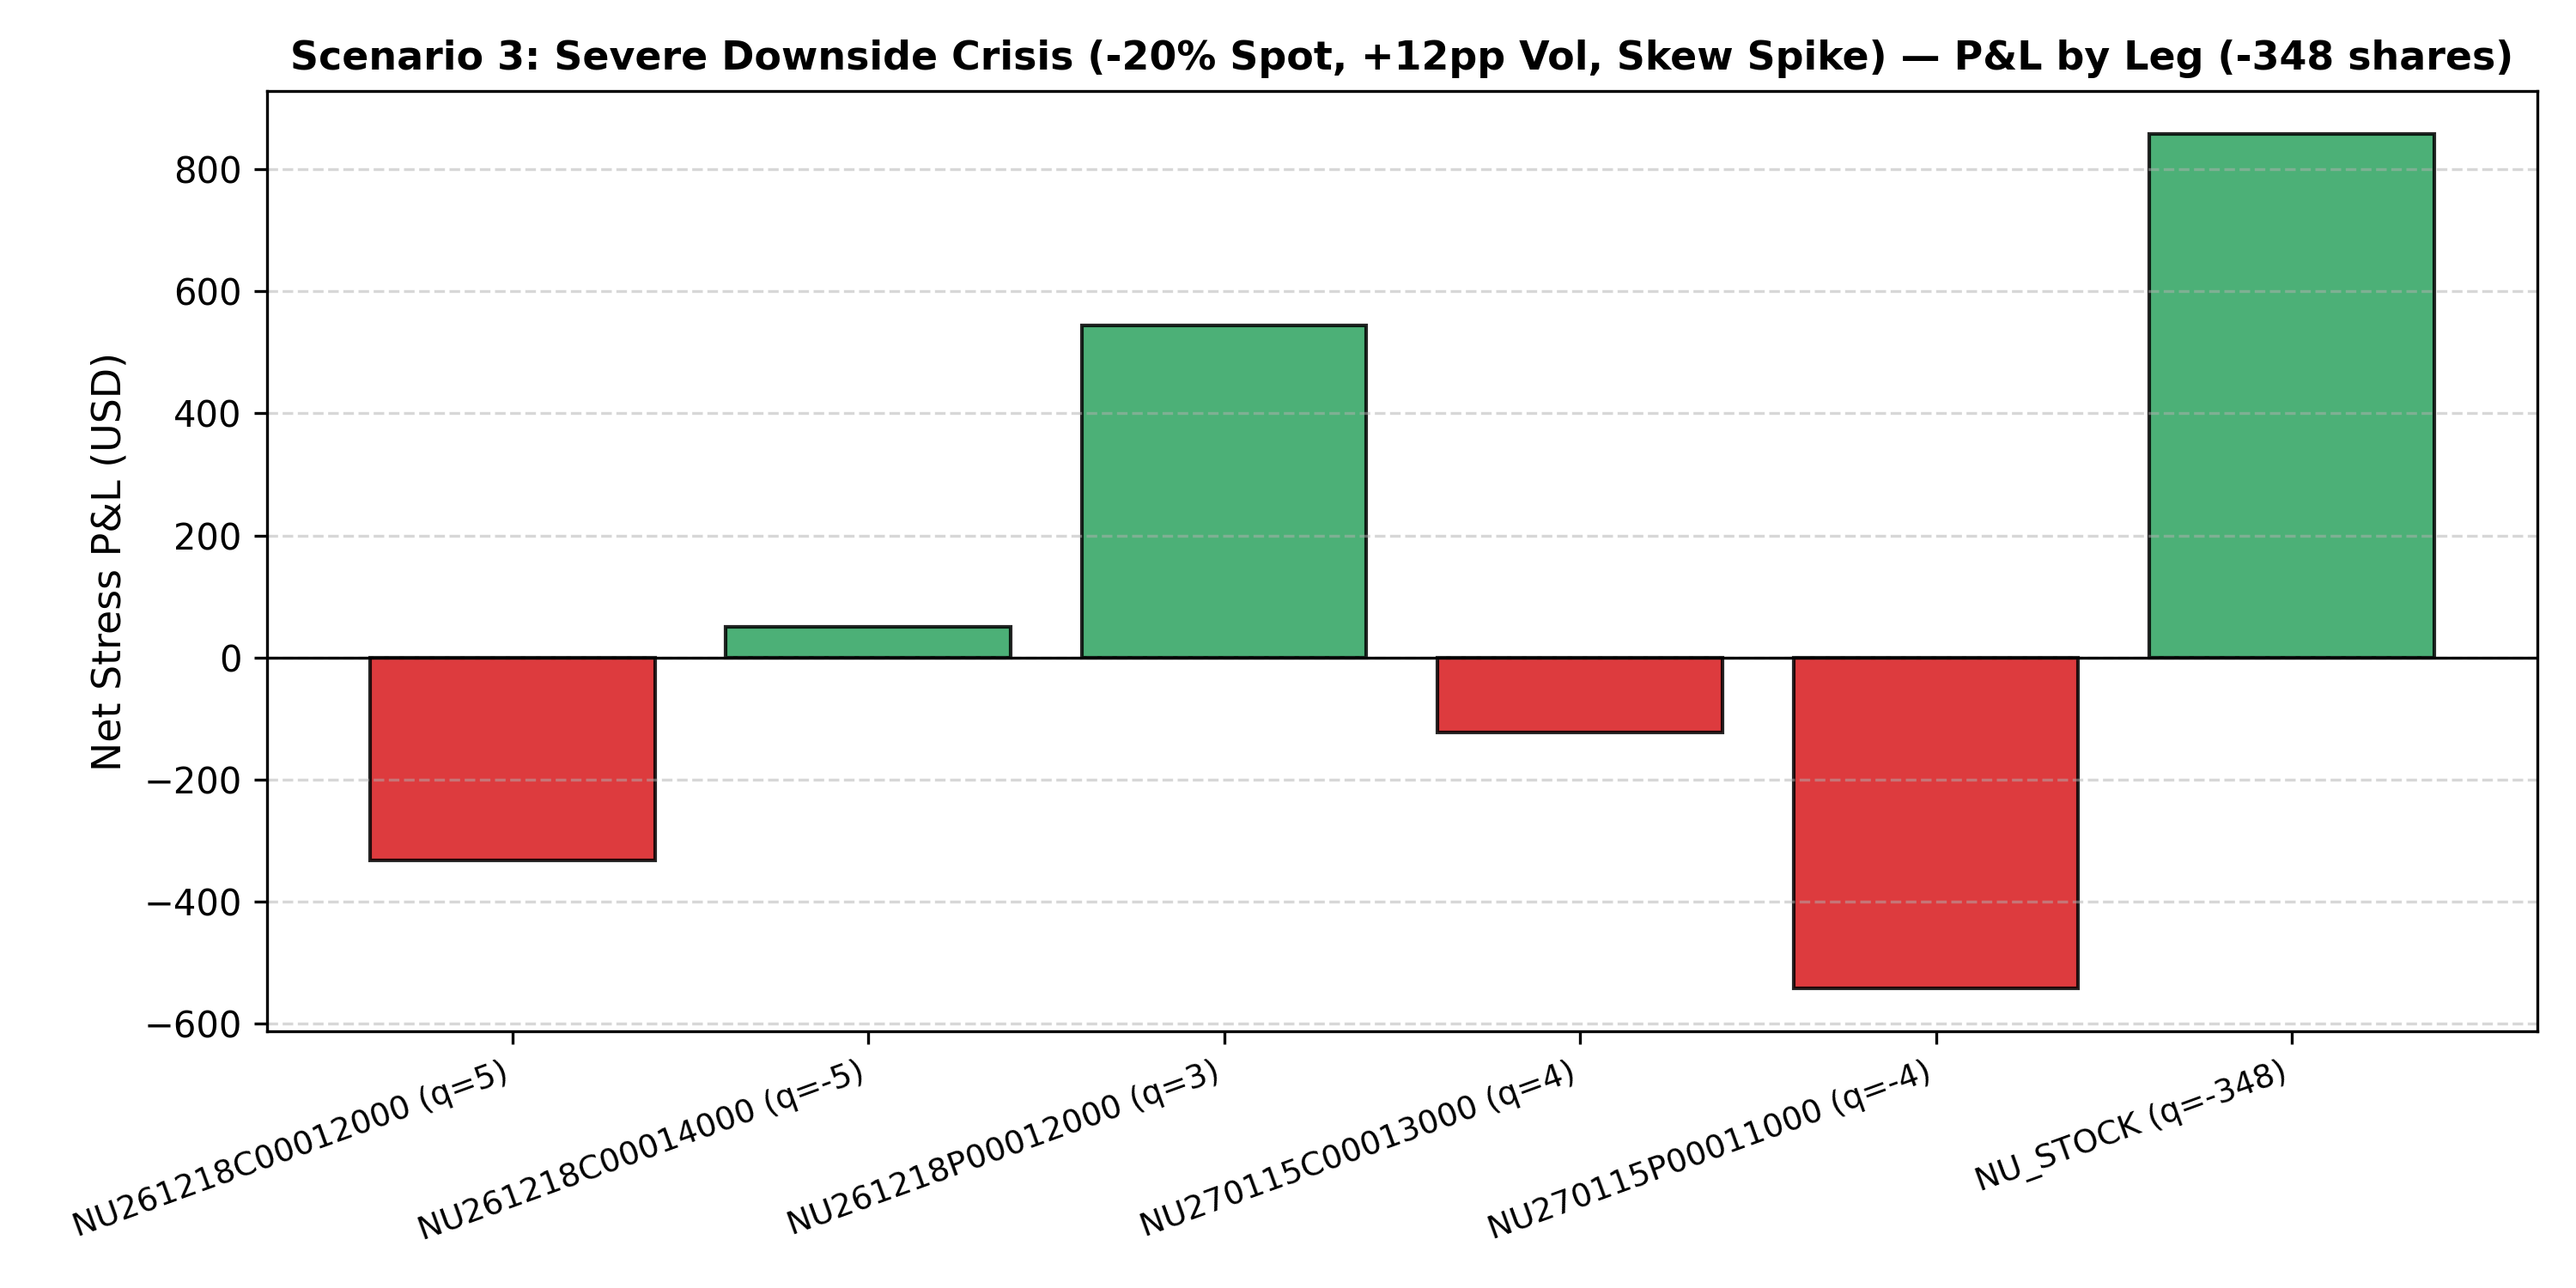 Scenario 3: Severe Downside Crisis (-20% Spot, +12pp Vol, Skew Spike) — P&L by Leg (-348 shares)
Net Stress P&L (USD)
800
600
400
200
0
−200
−400
−600
NU261218C00012000 (q=5)
NU261218C00014000 (q=-5)
NU261218P00012000 (q=3)
NU270115C00013000 (q=4)
NU270115P00011000 (q=-4)
NU_STOCK (q=-348)